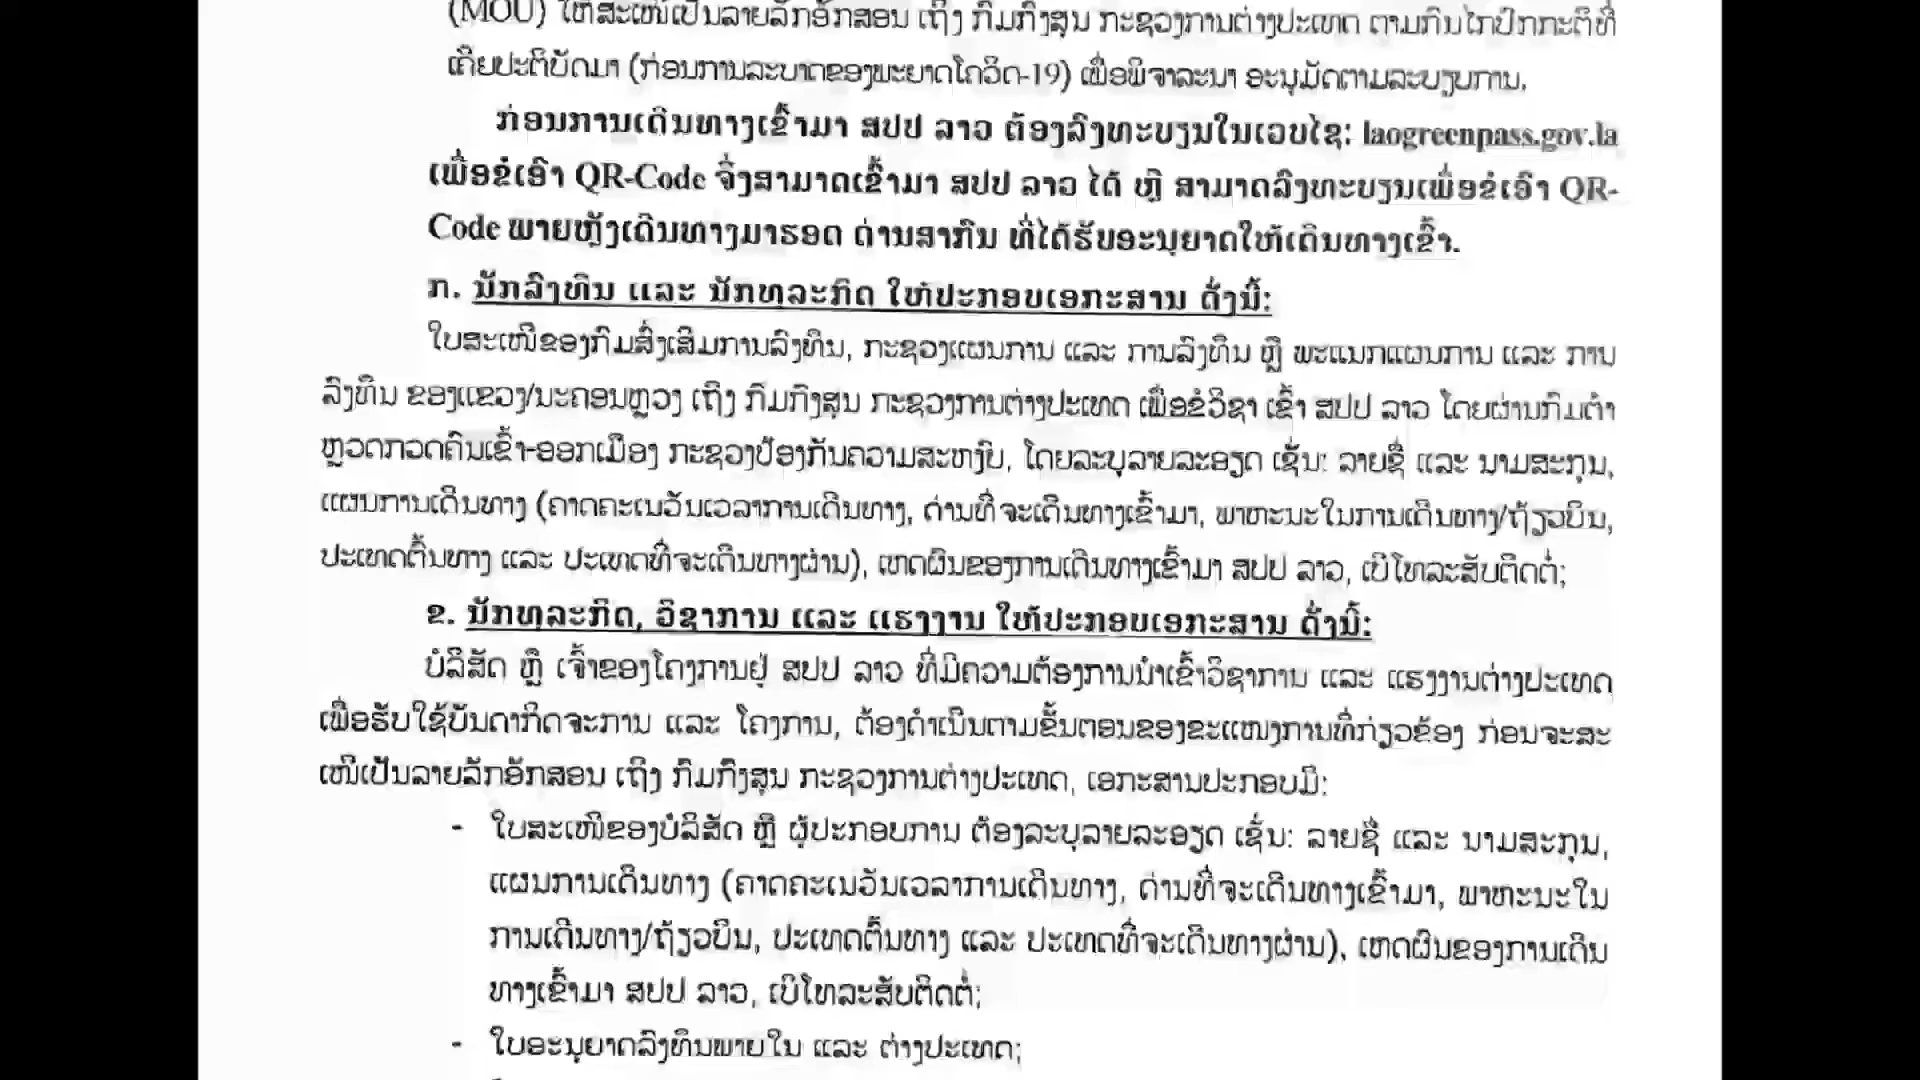 (MOU) ໃຫ້ສະເໜີເປັນລາຍລັກອັກສອນ ເຖິງ ກົມກົງສຸນ ກະຊວງການຕ່າງປະເທດ ຕາມກົນໄກປົກກະຕິທີ່
ເຄີຍປະຕິບັດມາ (ກ່ອນການລະບາດຂອງພະຍາດໂຄວິດ-19) ເພື່ອພິຈາລະນາ ອະນຸມັດຕາມລະບຽບການ.
ກ່ອນການເດີນທາງເຂົ້າມາ ສປປ ລາວ ຕ້ອງລົງທະບຽນໃນເວບໄຊ: laogreenpass.gov.la
ເພື່ອຂໍເອົາ QR-Code ຈຶ່ງສາມາດເຂົ້າມາ ສປປ ລາວ ໄດ້ ຫຼື ສາມາດລົງທະບຽນເພື່ອຂໍເອົາ QR-
Code ພາຍຫຼັງເດີນທາງມາຮອດ ດ່ານສາກົນ ທີ່ໄດ້ຮັບອະນຸຍາດໃຫ້ເດີນທາງເຂົ້າ.
ກ. ນັກລົງທຶນ ແລະ ນັກທຸລະກິດ ໃຫ້ປະກອບເອກະສານ ດັ່ງນີ້:
ໃບສະເໜີຂອງກົມສົ່ງເສີມການລົງທຶນ, ກະຊວງແຜນການ ແລະ ການລົງທຶນ ຫຼື ພະແນກແຜນການ ແລະ ການ
ລົງທຶນ ຂອງແຂວງ/ນະຄອນຫຼວງ ເຖິງ ກົມກົງສຸນ ກະຊວງການຕ່າງປະເທດ ເພື່ອຂໍວີຊາ ເຂົ້າ ສປປ ລາວ ໂດຍຜ່ານກົມຕໍາ
ຫຼວດກວດຄົນເຂົ້າ-ອອກເມືອງ ກະຊວງປ້ອງກັນຄວາມສະຫງົບ, ໂດຍລະບຸລາຍລະອຽດ ເຊັ່ນ: ລາຍຊື່ ແລະ ນາມສະກຸນ,
ແຜນການເດີນທາງ (ຄາດຄະເນວັນເວລາການເດີນທາງ, ດ່ານທີ່ຈະເດີນທາງເຂົ້າມາ, ພາຫະນະໃນການເດີນທາງ/ຖ້ຽວບິນ,
ປະເທດຕົ້ນທາງ ແລະ ປະເທດທີ່ຈະເດີນທາງຜ່ານ), ເຫດຜົນຂອງການເດີນທາງເຂົ້າມາ ສປປ ລາວ, ເບີໂທລະສັບຕິດຕໍ່;
ຂ. ນັກທຸລະກິດ, ວິຊາການ ແລະ ແຮງງານ ໃຫ້ປະກອບເອກະສານ ດັ່ງນີ້:
ບໍລິສັດ ຫຼື ເຈົ້າຂອງໂຄງການຢູ່ ສປປ ລາວ ທີ່ມີຄວາມຕ້ອງການນໍາເຂົ້າວິຊາການ ແລະ ແຮງງານຕ່າງປະເທດ
ເພື່ອຮັບໃຊ້ບັນດາກິດຈະການ ແລະ ໂຄງການ, ຕ້ອງດໍາເນີນຕາມຂັ້ນຕອນຂອງຂະແໜງການທີ່ກ່ຽວຂ້ອງ ກ່ອນຈະສະ
ເໜີເປັນລາຍລັກອັກສອນ ເຖິງ ກົມກົງສຸນ ກະຊວງການຕ່າງປະເທດ, ເອກະສານປະກອບມີ:
- ໃບສະເໜີຂອງບໍລິສັດ ຫຼື ຜູ້ປະກອບການ ຕ້ອງລະບຸລາຍລະອຽດ ເຊັ່ນ: ລາຍຊື່ ແລະ ນາມສະກຸນ,
ແຜນການເດີນທາງ (ຄາດຄະເນວັນເວລາການເດີນທາງ, ດ່ານທີ່ຈະເດີນທາງເຂົ້າມາ, ພາຫະນະໃນ
ການເດີນທາງ/ຖ້ຽວບິນ, ປະເທດຕົ້ນທາງ ແລະ ປະເທດທີ່ຈະເດີນທາງຜ່ານ), ເຫດຜົນຂອງການເດີນ
ທາງເຂົ້າມາ ສປປ ລາວ, ເບີໂທລະສັບຕິດຕໍ່;
- ໃບອະນຸຍາດລົງທຶນພາຍໃນ ແລະ ຕ່າງປະເທດ;